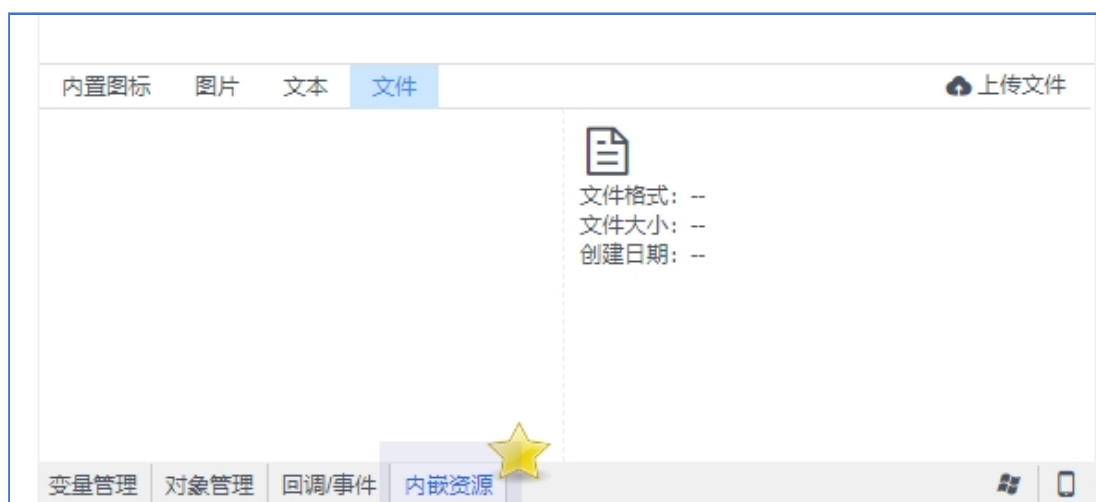 内置图标 图片 文本 文件 上传文件
文件格式: --
文件大小: --
创建日期: --
变量管理 对象管理 回调/事件 内嵌资源